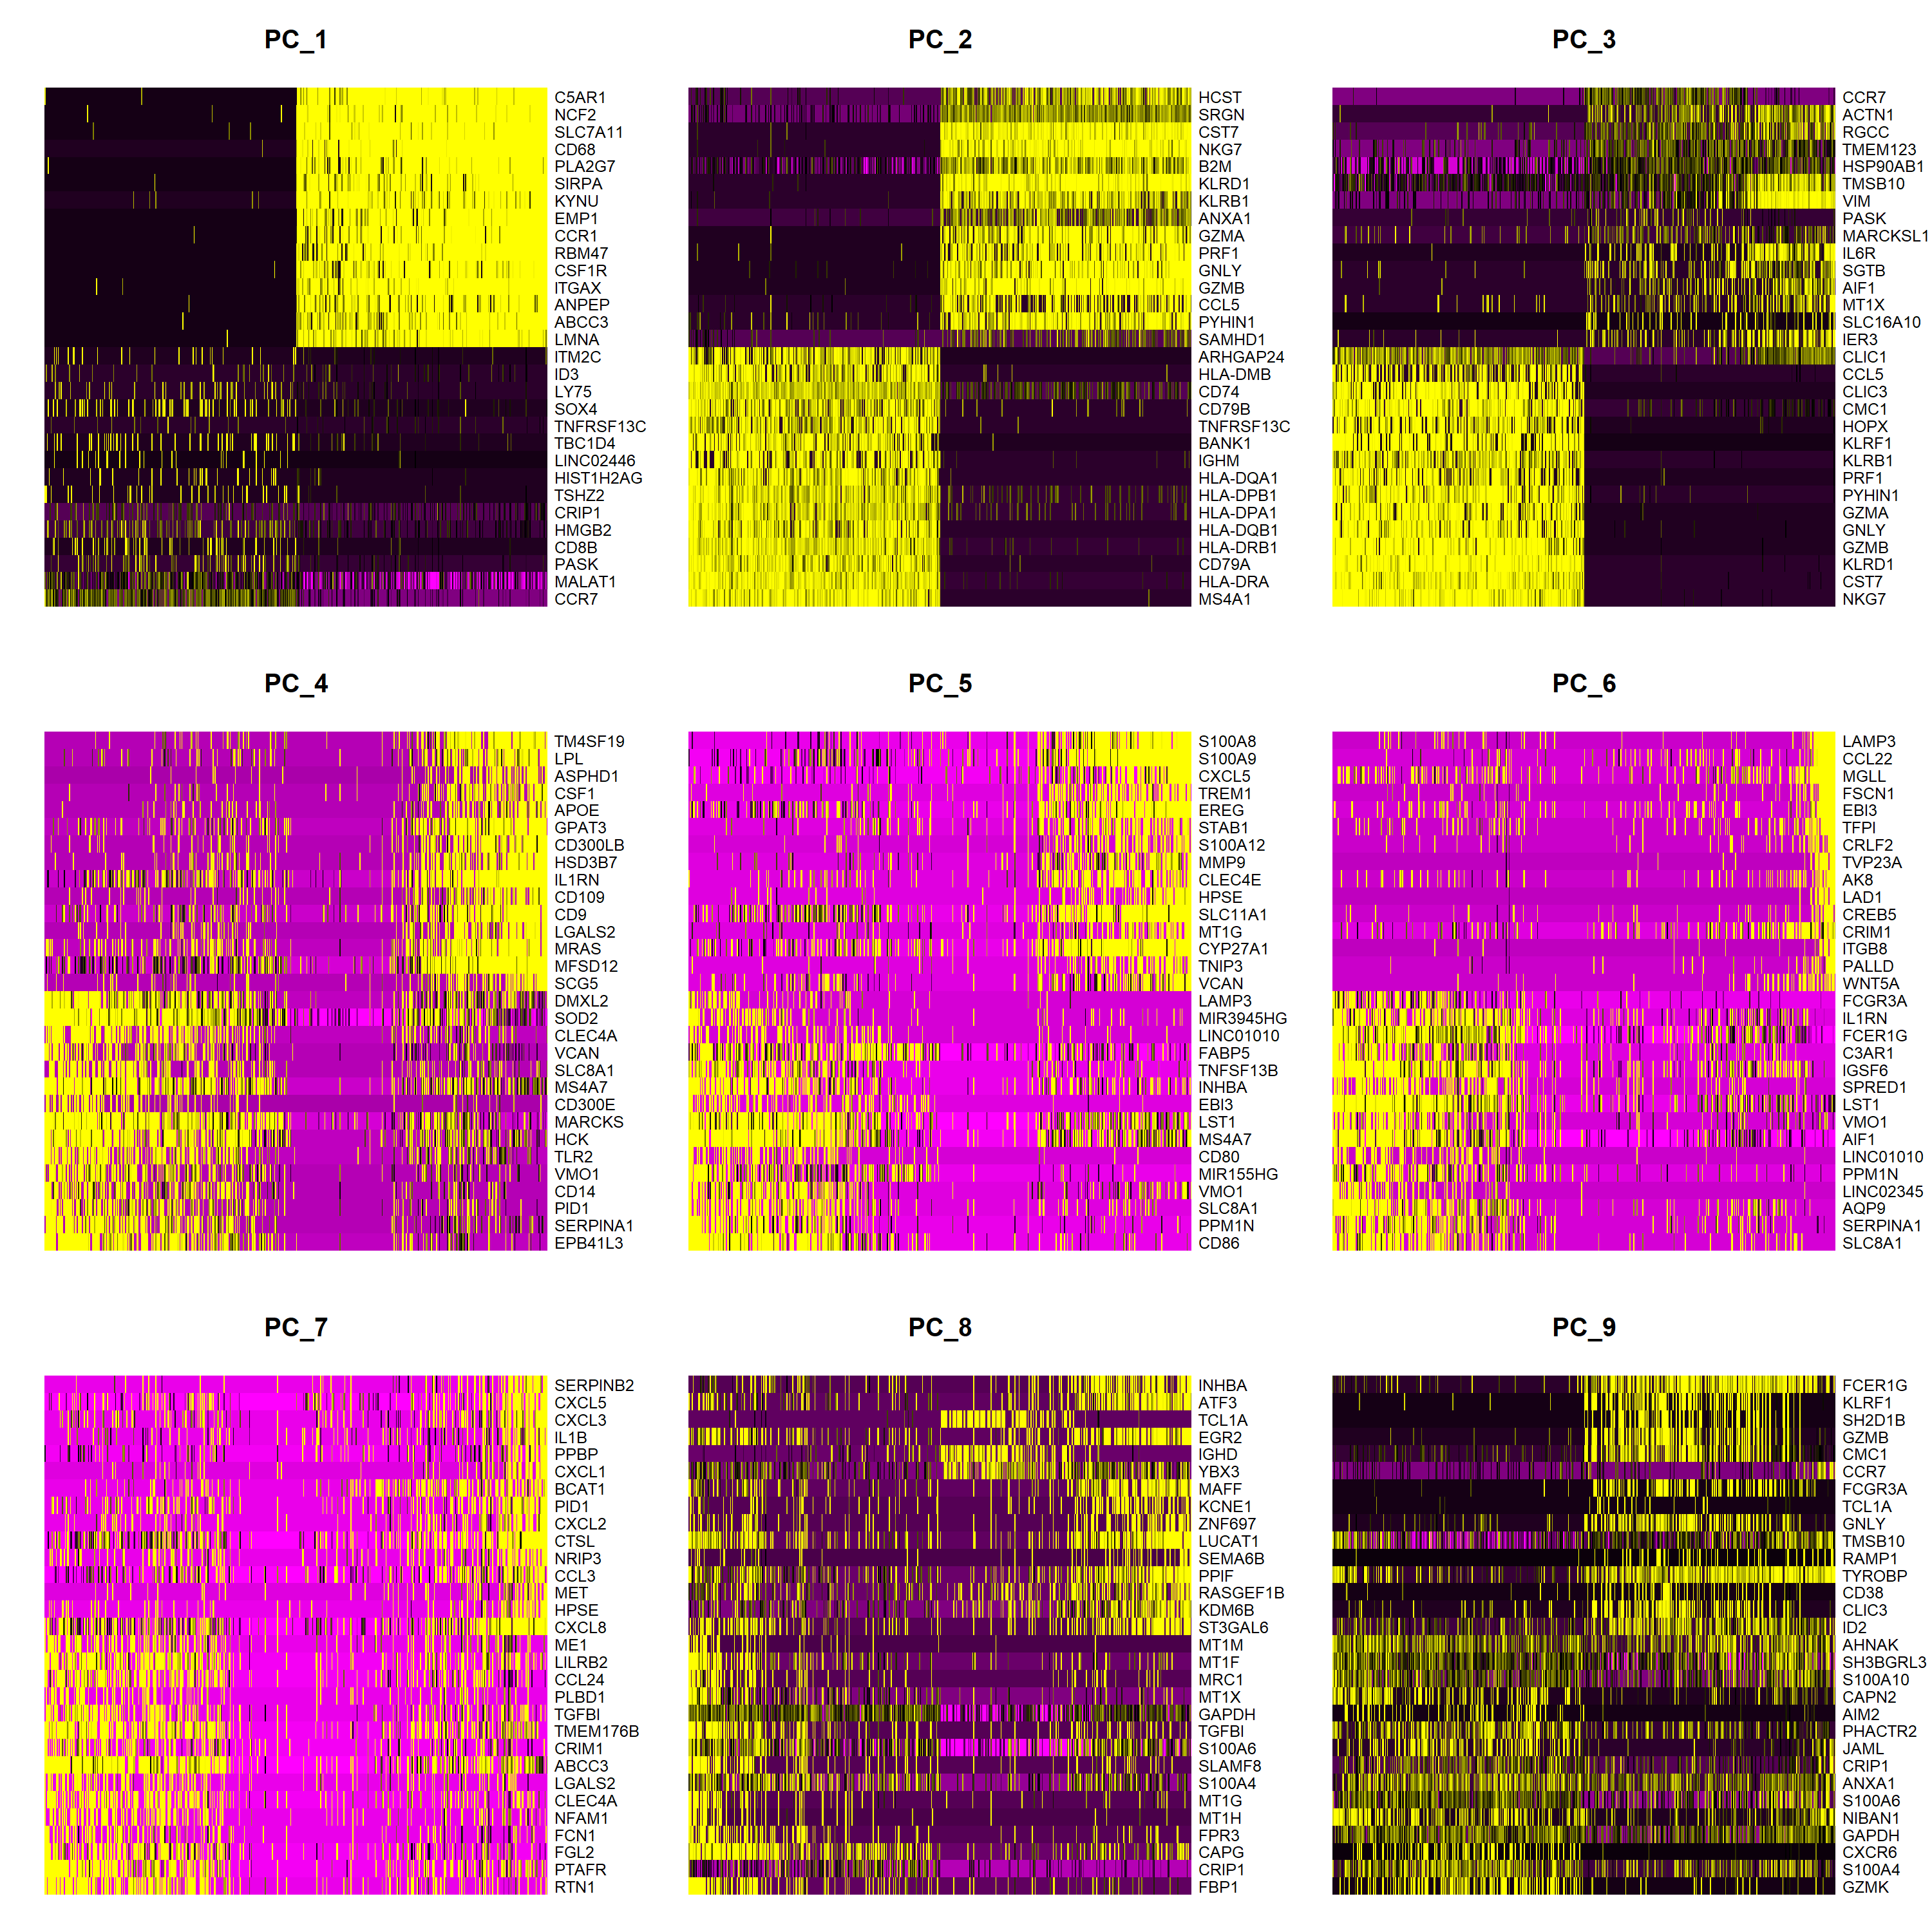 PC_1
C5AR1
NCF2
SLC7A11
CD68
PLA2G7
SIRPA
KYNU
EMP1
CCR1
RBM47
CSF1R
ITGAX
ANPEP
ABCC3
LMNA
ITM2C
ID3
LY75
SOX4
TNFRSF13C
TBC1D4
LINC02446
HIST1H2AG
TSHZ2
CRIP1
HMGB2
CD8B
PASK
MALAT1
CCR7
PC_2
HCST
SRGN
CST7
NKG7
B2M
KLRD1
KLRB1
ANXA1
GZMA
PRF1
GNLY
GZMB
CCL5
PYHIN1
SAMHD1
ARHGAP24
HLA-DMB
CD74
CD79B
TNFRSF13C
BANK1
IGHM
HLA-DQA1
HLA-DPB1
HLA-DPA1
HLA-DQB1
HLA-DRB1
CD79A
HLA-DRA
MS4A1
PC_3
CCR7
ACTN1
RGCC
TMEM123
HSP90AB1
TMSB10
VIM
PASK
MARCKSL1
IL6R
SGTB
AIF1
MT1X
SLC16A10
IER3
CLIC1
CCL5
CLIC3
CMC1
HOPX
KLRF1
KLRB1
PRF1
PYHIN1
GZMA
GNLY
GZMB
KLRD1
CST7
NKG7
PC_4
TM4SF19
LPL
ASPHD1
CSF1
APOE
GPAT3
CD300LB
HSD3B7
IL1RN
CD109
CD9
LGALS2
MRAS
MFSD12
SCG5
DMXL2
SOD2
CLEC4A
VCAN
SLC8A1
MS4A7
CD300E
MARCKS
HCK
TLR2
VMO1
CD14
PID1
SERPINA1
EPB41L3
PC_5
S100A8
S100A9
CXCL5
TREM1
EREG
STAB1
S100A12
MMP9
CLEC4E
HPSE
SLC11A1
MT1G
CYP27A1
TNIP3
VCAN
LAMP3
MIR3945HG
LINC01010
FABP5
TNFSF13B
INHBA
EBI3
LST1
MS4A7
CD80
MIR155HG
VMO1
SLC8A1
PPM1N
CD86
PC_6
LAMP3
CCL22
MGLL
FSCN1
EBI3
TFPI
CRLF2
TVP23A
AK8
LAD1
CREB5
CRIM1
ITGB8
PALLD
WNT5A
FCGR3A
IL1RN
FCER1G
C3AR1
IGSF6
SPRED1
LST1
VMO1
AIF1
LINC01010
PPM1N
LINC02345
AQP9
SERPINA1
SLC8A1
PC_7
SERPINB2
CXCL5
CXCL3
IL1B
PPBP
CXCL1
BCAT1
PID1
CXCL2
CTSL
NRIP3
CCL3
MET
HPSE
CXCL8
ME1
LILRB2
CCL24
PLBD1
TGFBI
TMEM176B
CRIM1
ABCC3
LGALS2
CLEC4A
NFAM1
FCN1
FGL2
PTAFR
RTN1
PC_8
INHBA
ATF3
TCL1A
EGR2
IGHD
YBX3
MAFF
KCNE1
ZNF697
LUCAT1
SEMA6B
PPIF
RASGEF1B
KDM6B
ST3GAL6
MT1M
MT1F
MRC1
MT1X
GAPDH
TGFBI
S100A6
SLAMF8
S100A4
MT1G
MT1H
FPR3
CAPG
CRIP1
FBP1
PC_9
FCER1G
KLRF1
SH2D1B
GZMB
CMC1
CCR7
FCGR3A
TCL1A
GNLY
TMSB10
RAMP1
TYROBP
CD38
CLIC3
ID2
AHNAK
SH3BGRL3
S100A10
CAPN2
AIM2
PHACTR2
JAML
CRIP1
ANXA1
S100A6
NIBAN1
GAPDH
CXCR6
S100A4
GZMK